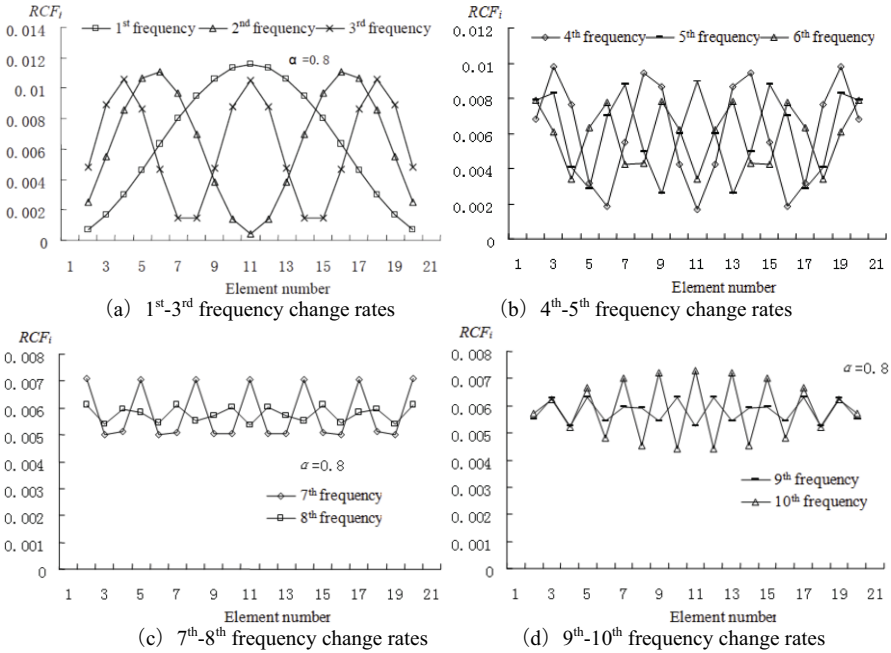 RCFi
1st frequency 2nd frequency 3rd frequency
α =0.8
0.014
0.012
0.01
0.008
0.006
0.004
0.002
0
1 3 5 7 9 11 13 15 17 19 21
Element number
(a) 1st-3rd frequency change rates
RCFi
4th frequency 5th frequency 6th frequency
0.012
0.01
0.008
0.006
0.004
0.002
0
1 3 5 7 9 11 13 15 17 19 21
Element number
(b) 4th-5th frequency change rates
RCFi
0.008
0.007
0.006
0.005
0.004
0.003
0.002
0.001
0
α=0.8
7th frequency
8th frequency
1 3 5 7 9 11 13 15 17 19 21
Element number
(c) 7th-8th frequency change rates
RCFi
0.008
0.007
0.006
0.005
0.004
0.003
0.002
0.001
0
α=0.8
9th frequency
10th frequency
1 3 5 7 9 11 13 15 17 19 21
Element number
(d) 9th-10th frequency change rates